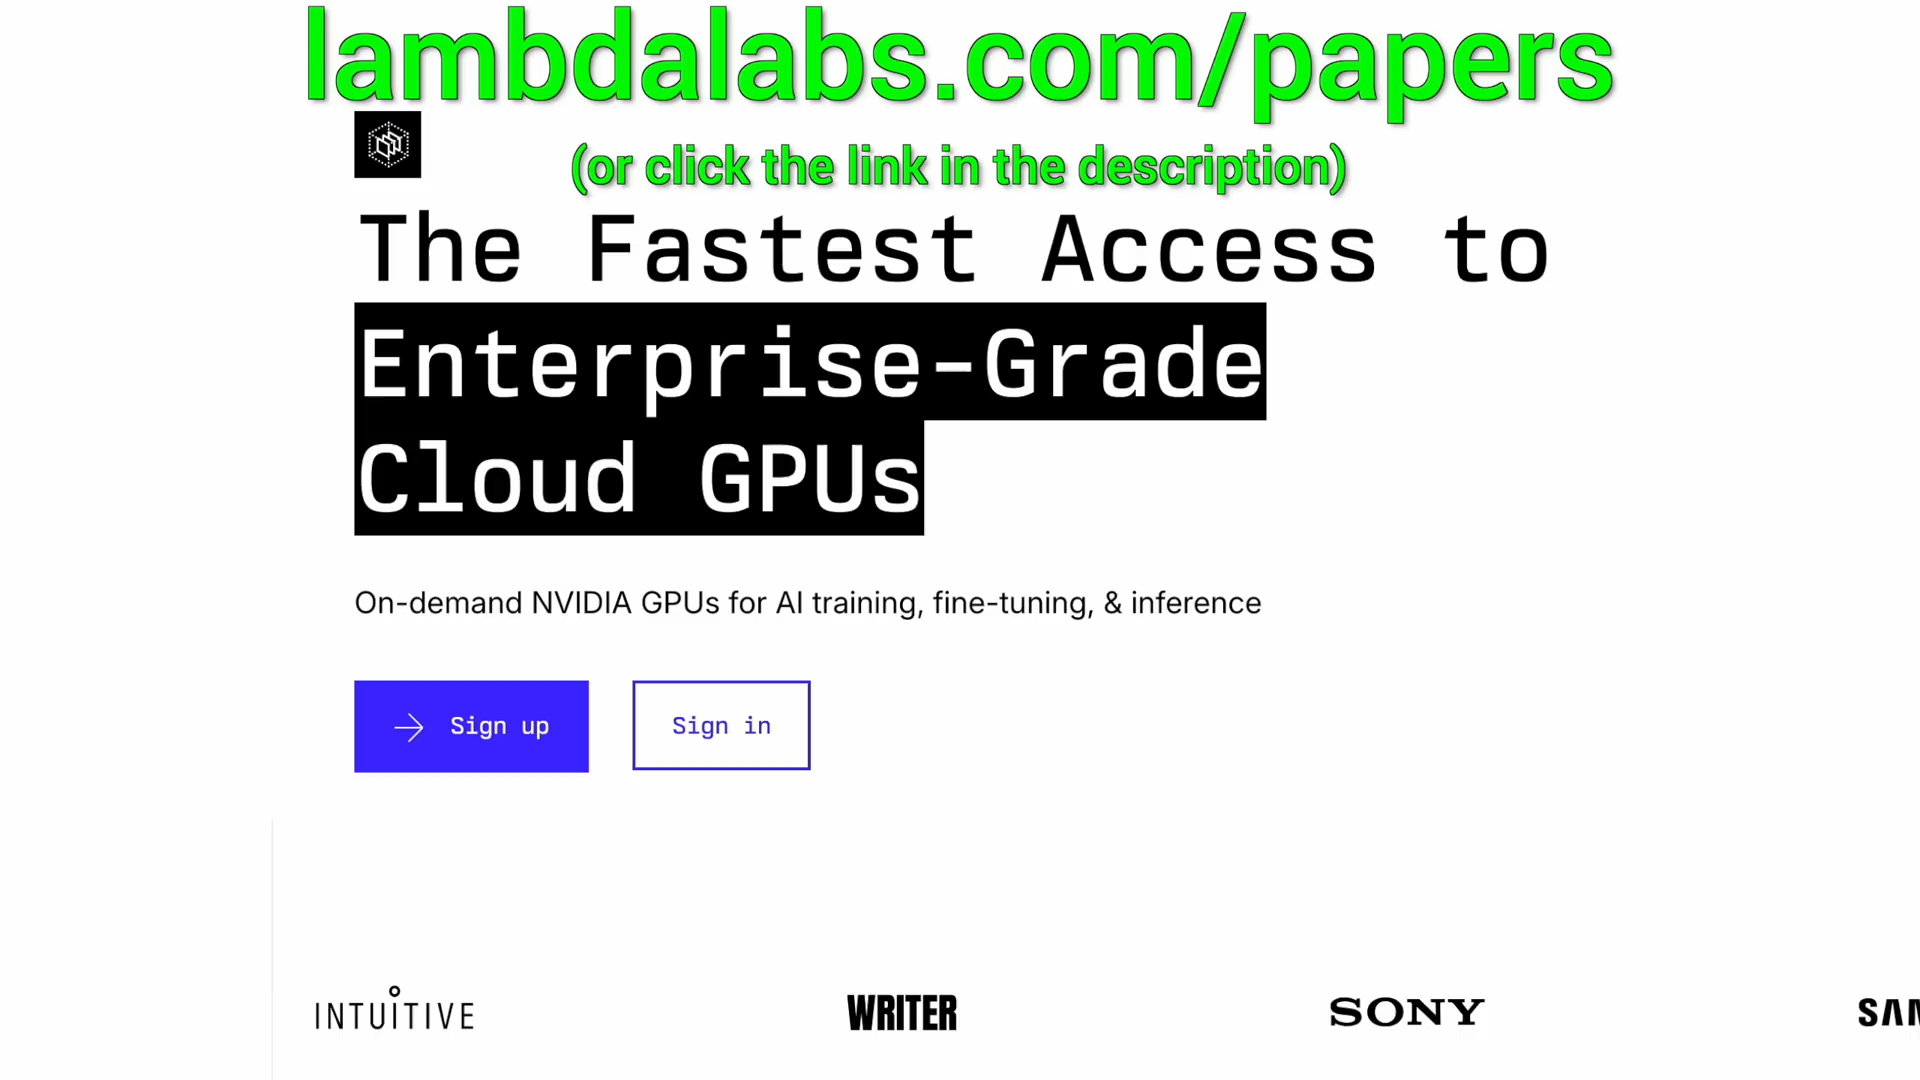 lambdalabs.com/papers
(or click the link in the description)
The Fastest Access to
Enterprise-Grade
Cloud GPUs
On-demand NVIDIA GPUs for AI training, fine-tuning, & inference
Sign up
Sign in
INTUITIVE
WRITER
SONY